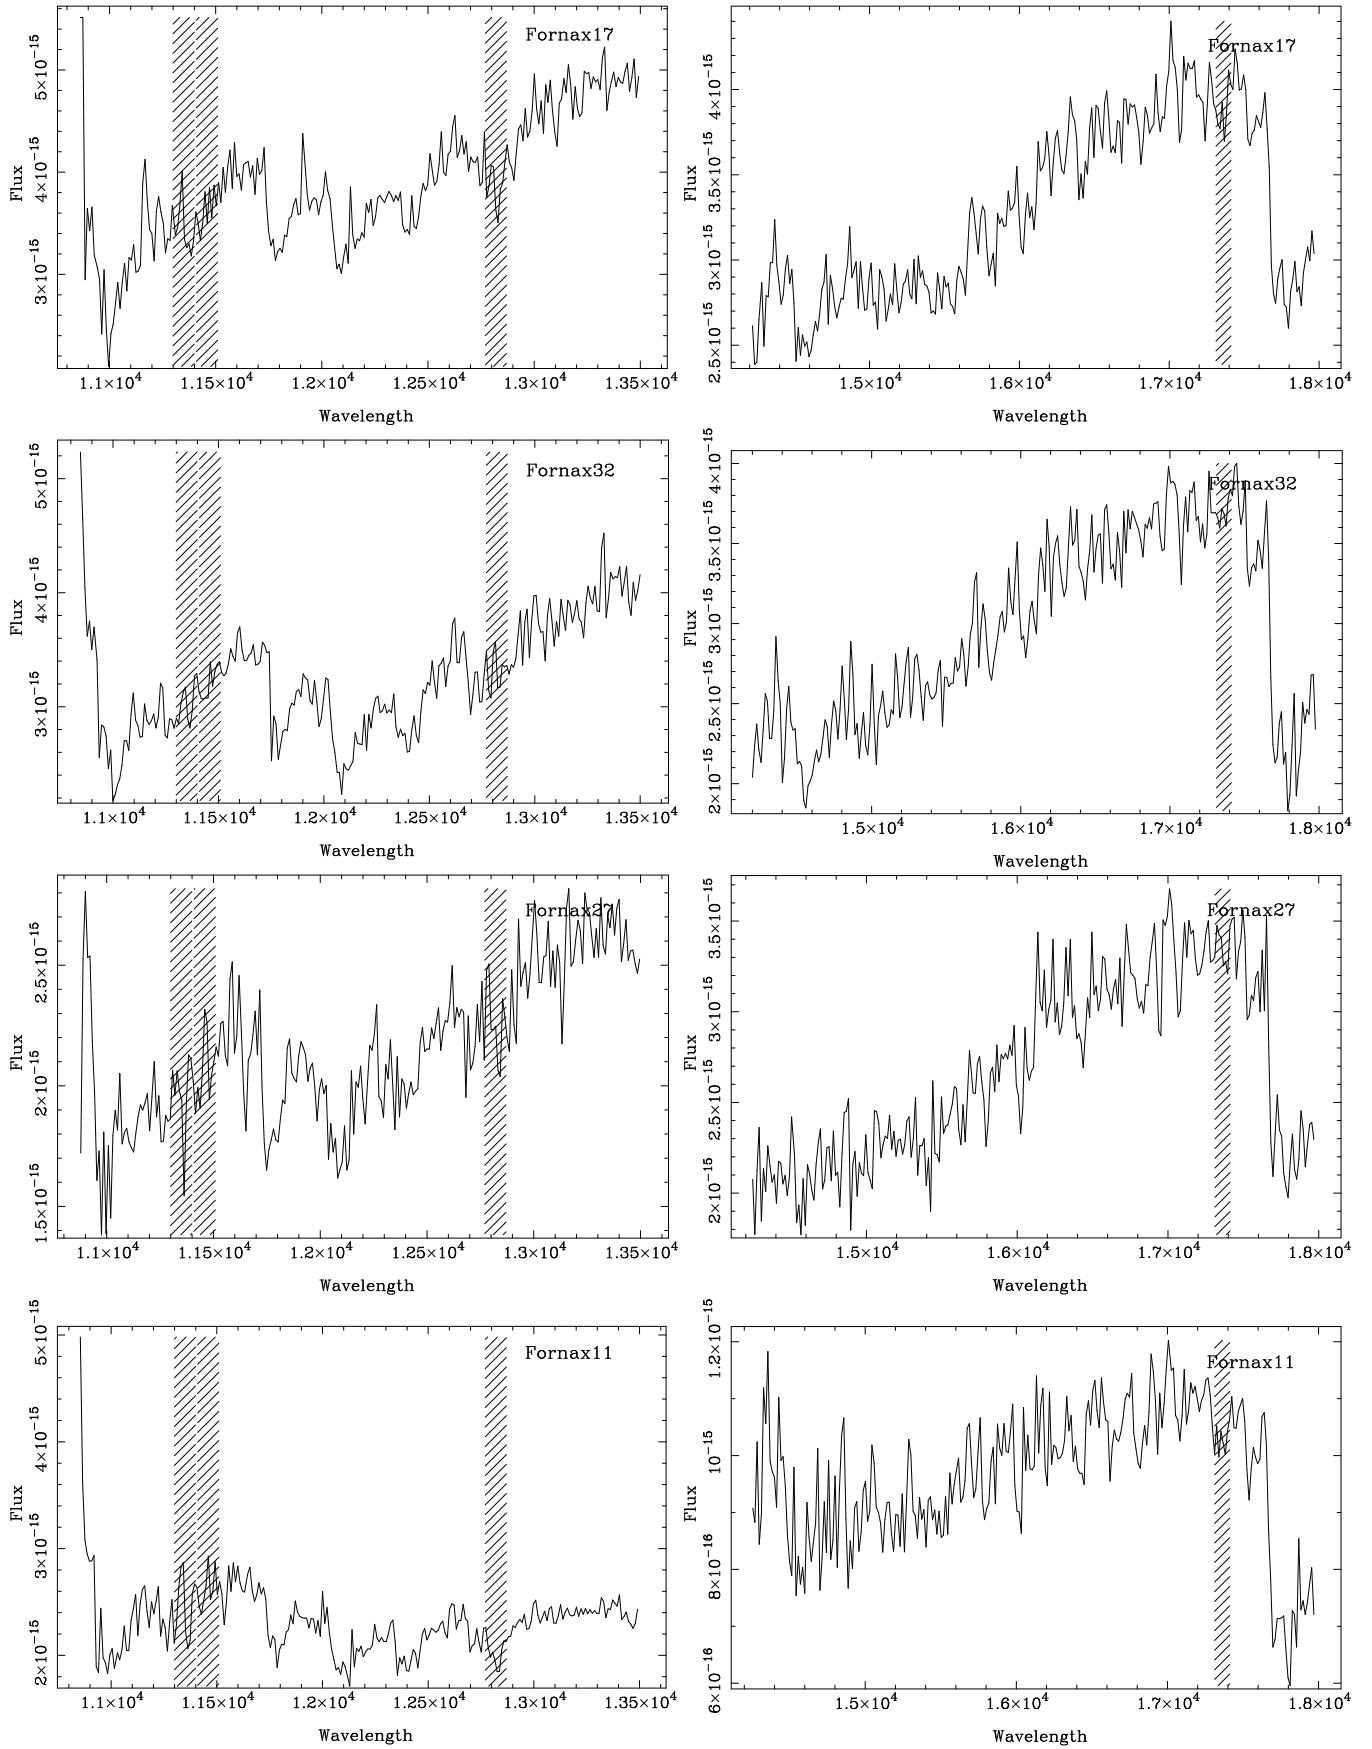 Fornax17
5×10⁻¹⁵
4×10⁻¹⁵
3×10⁻¹⁵
Flux
1.1×10⁴ 1.15×10⁴ 1.2×10⁴ 1.25×10⁴ 1.3×10⁴ 1.35×10⁴
Wavelength
Fornax17
4×10⁻¹⁵
3.5×10⁻¹⁵
3×10⁻¹⁵
2.5×10⁻¹⁵
Flux
1.5×10⁴ 1.6×10⁴ 1.7×10⁴ 1.8×10⁴
Wavelength
Fornax32
5×10⁻¹⁵
4×10⁻¹⁵
3×10⁻¹⁵
Flux
1.1×10⁴ 1.15×10⁴ 1.2×10⁴ 1.25×10⁴ 1.3×10⁴ 1.35×10⁴
Wavelength
Fornax32
4×10⁻¹⁵
3.5×10⁻¹⁵
3×10⁻¹⁵
2.5×10⁻¹⁵
2×10⁻¹⁵
Flux
1.5×10⁴ 1.6×10⁴ 1.7×10⁴ 1.8×10⁴
Wavelength
Fornax27
2.5×10⁻¹⁵
2×10⁻¹⁵
1.5×10⁻¹⁵
Flux
1.1×10⁴ 1.15×10⁴ 1.2×10⁴ 1.25×10⁴ 1.3×10⁴ 1.35×10⁴
Wavelength
Fornax27
3.5×10⁻¹⁵
3×10⁻¹⁵
2.5×10⁻¹⁵
2×10⁻¹⁵
Flux
1.5×10⁴ 1.6×10⁴ 1.7×10⁴ 1.8×10⁴
Wavelength
Fornax11
5×10⁻¹⁵
4×10⁻¹⁵
3×10⁻¹⁵
2×10⁻¹⁵
Flux
1.1×10⁴ 1.15×10⁴ 1.2×10⁴ 1.25×10⁴ 1.3×10⁴ 1.35×10⁴
Wavelength
Fornax11
1.2×10⁻¹⁵
10⁻¹⁵
8×10⁻¹⁶
6×10⁻¹⁶
Flux
1.5×10⁴ 1.6×10⁴ 1.7×10⁴ 1.8×10⁴
Wavelength